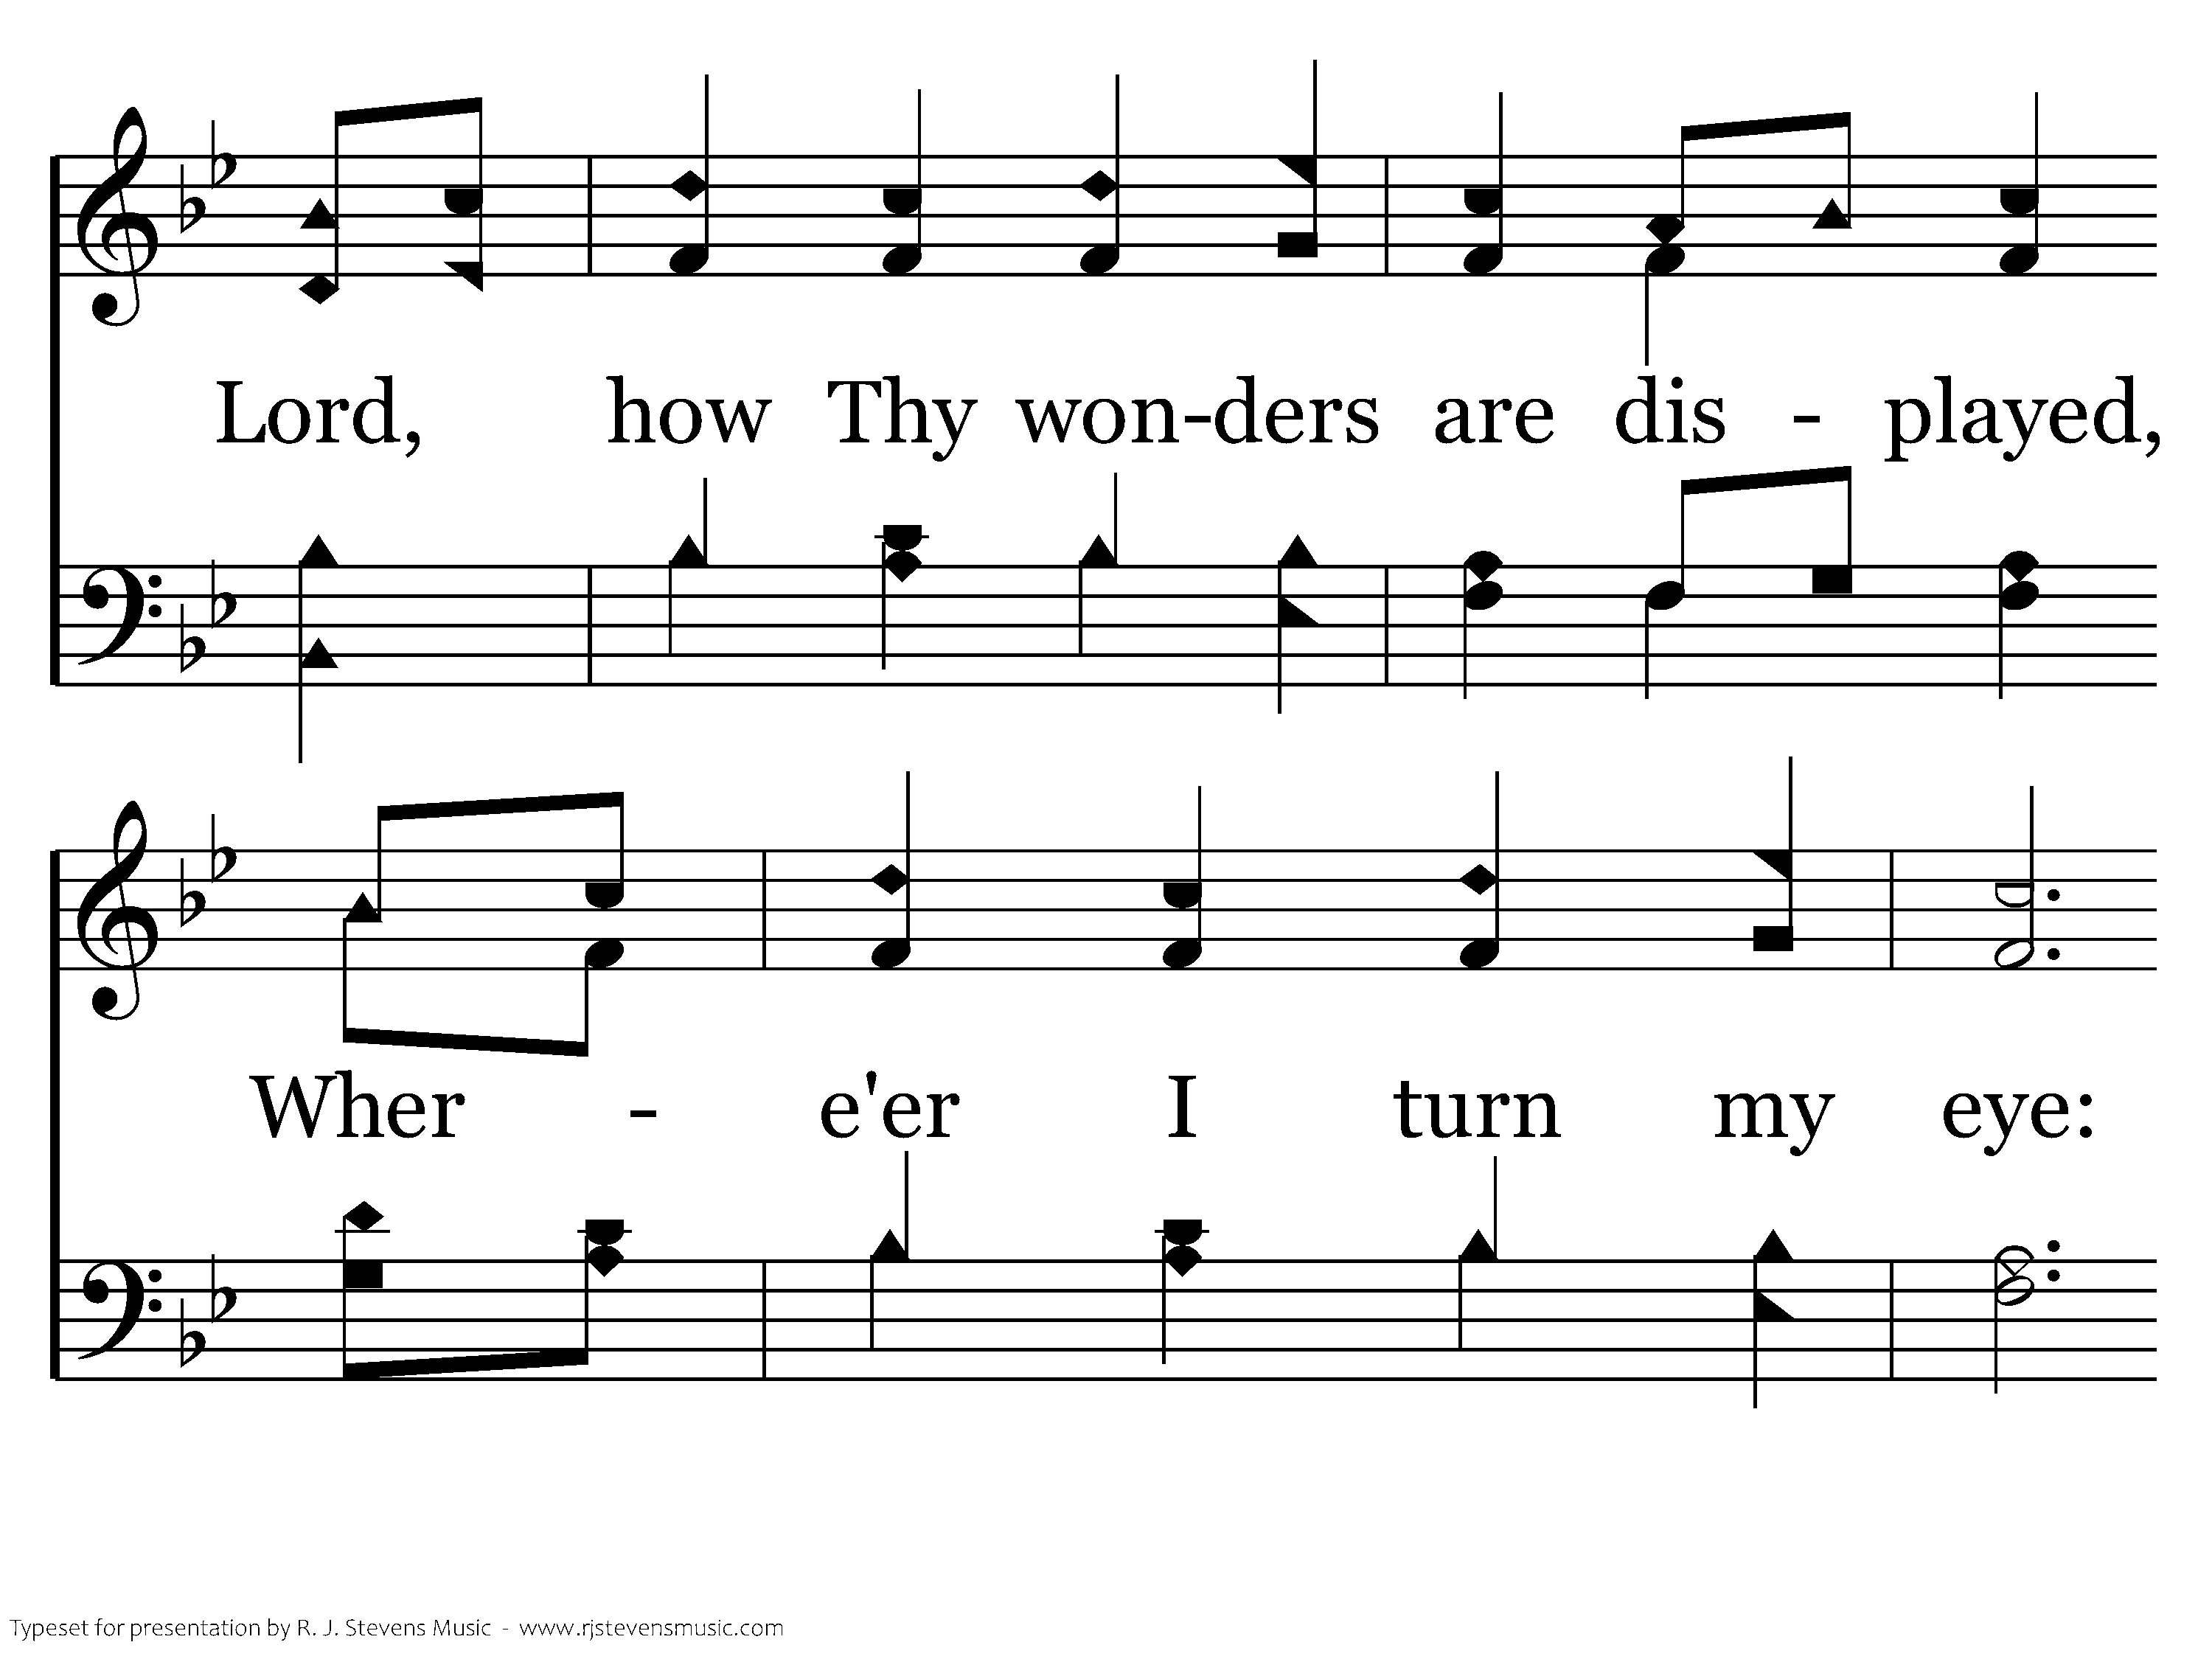 Lord, how Thy won-ders are dis - played,
Wher - e'er I turn my eye:
Typeset for presentation by R. J. Stevens Music - www.rjstevensmusic.com